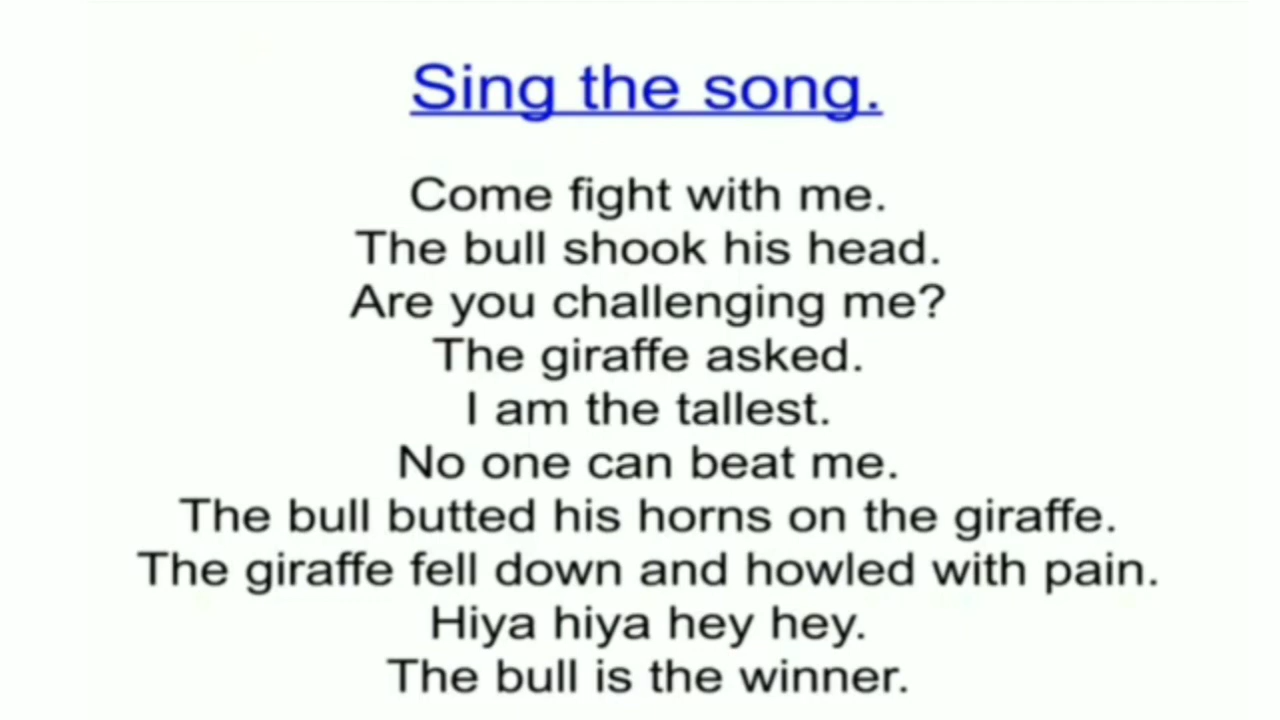 Sing the song.
Come fight with me.
The bull shook his head.
Are you challenging me?
The giraffe asked.
I am the tallest.
No one can beat me.
The bull butted his horns on the giraffe.
The giraffe fell down and howled with pain.
Hiya hiya hey hey.
The bull is the winner.